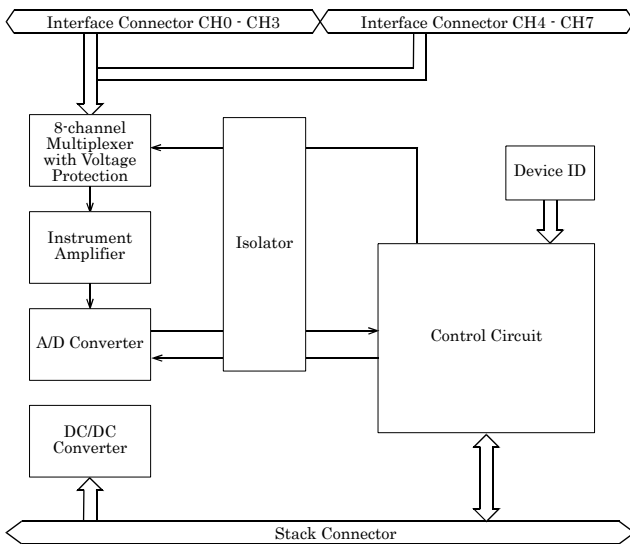 Interface Connector CH0 - CH3
Interface Connector CH4 - CH7
8-channel
Multiplexer
with Voltage
Protection
Device ID
Instrument
Amplifier
Isolator
A/D Converter
Control Circuit
DC/DC
Converter
Stack Connector